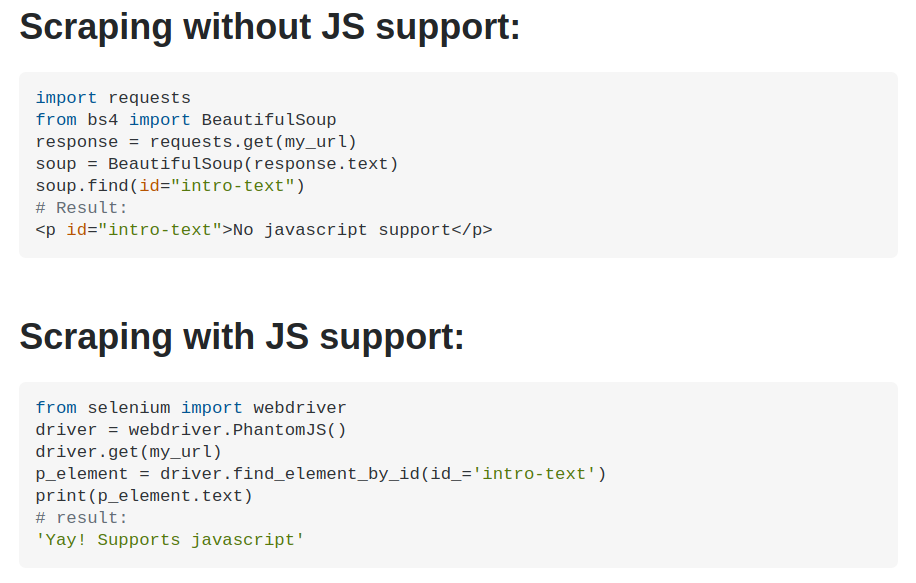 Scraping without JS support:
import requests
from bs4 import BeautifulSoup
response = requests.get(my_url)
soup = BeautifulSoup(response.text)
soup.find(id="intro-text")
# Result:
<p id="intro-text">No javascript support</p>
Scraping with JS support:
from selenium import webdriver
driver = webdriver.PhantomJS()
driver.get(my_url)
p_element = driver.find_element_by_id(id_='intro-text')
print(p_element.text)
# result:
'Yay! Supports javascript'